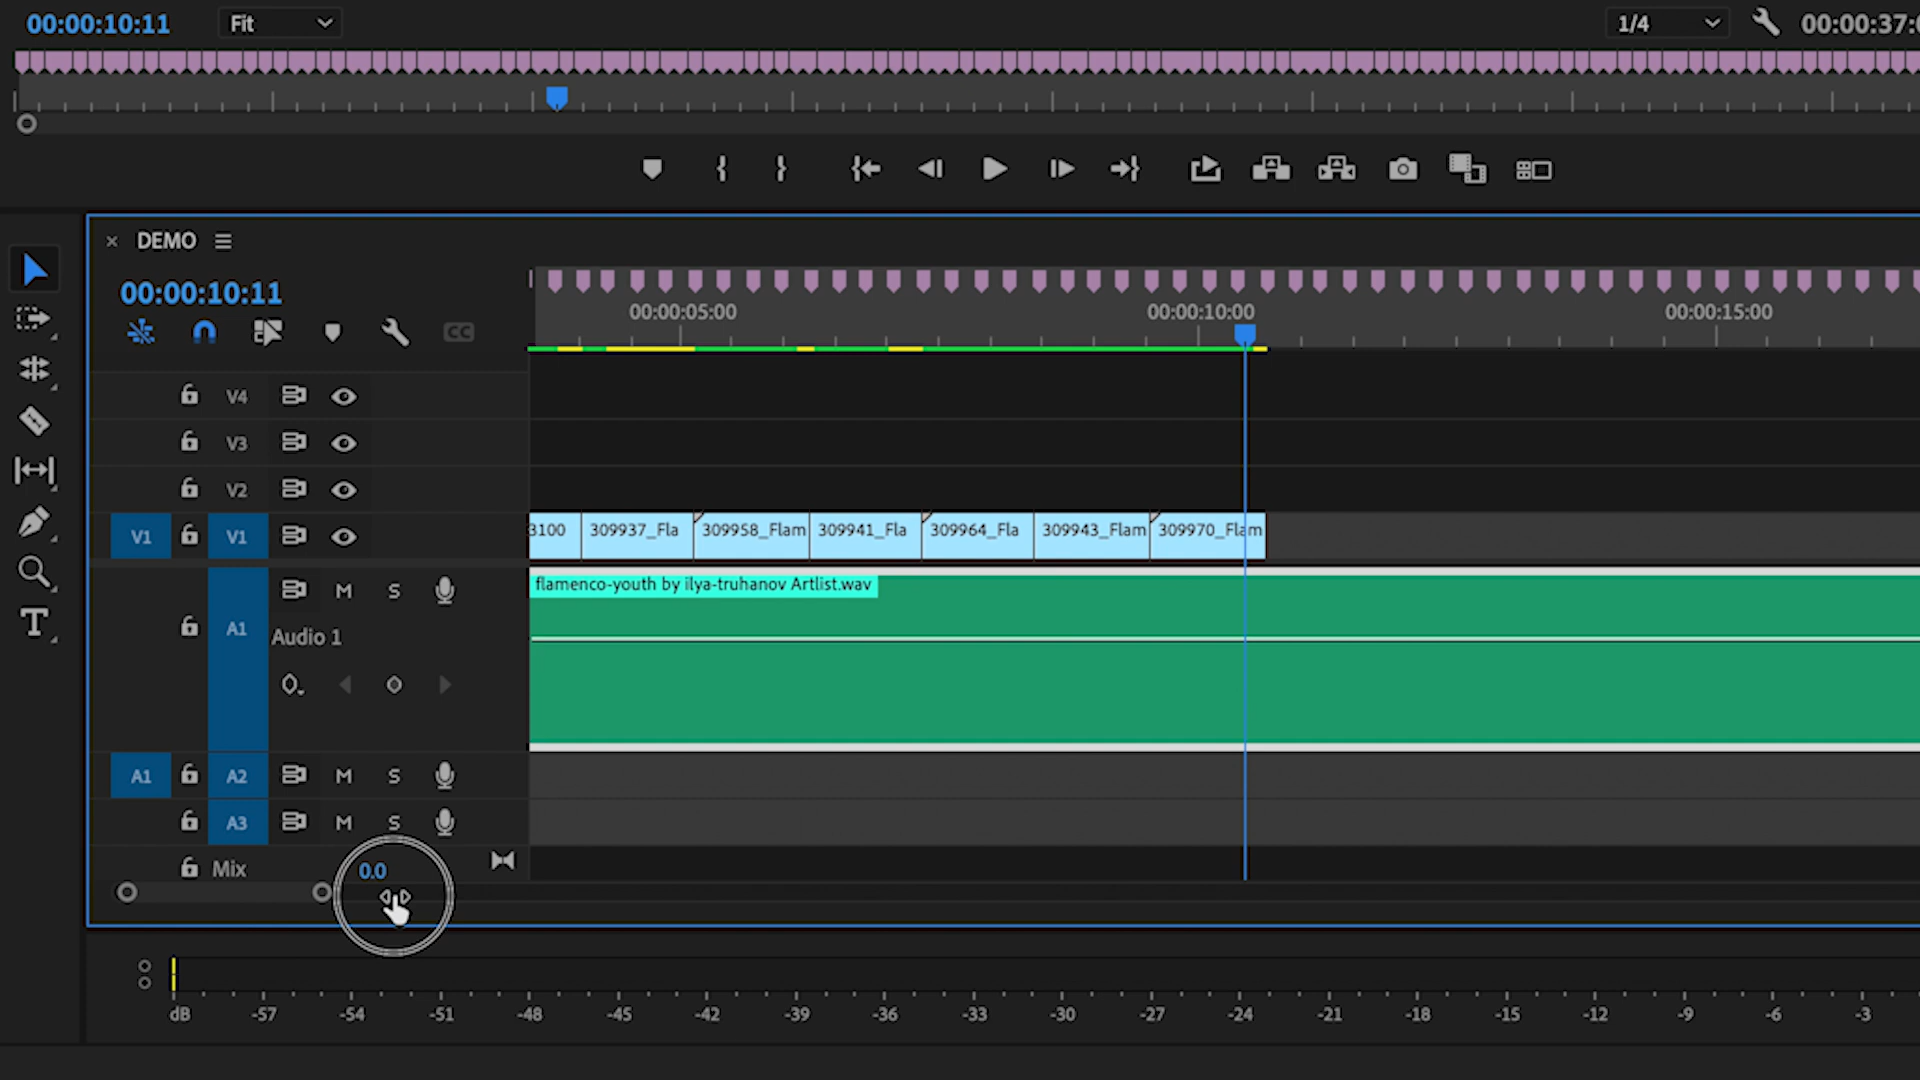 00:00:10:11 Fit 1/4 00:00:37:
DEMO
00:00:10:11
00:00:05:00 00:00:10:00 00:00:15:00
CC
V4
V3
V2
V1 V1
3100 309937_Fla 309958_Flam 309941_Fla 309964_Fla 309943_Flam 309970_Flam
flamenco-youth by ilya-truhanov Artlist.wav
M S
A1 Audio 1
A1 A2 M S
A3 M S
Mix 0.0
dB -57 -54 -51 -48 -45 -42 -39 -36 -33 -30 -27 -24 -21 -18 -15 -12 -9 -6 -3